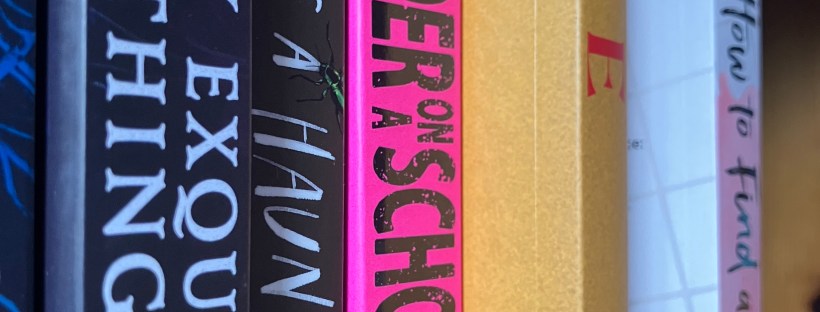 THING
EXQU
A HAUN
DER
ON
A
SCHO
E
e:
How to Find a